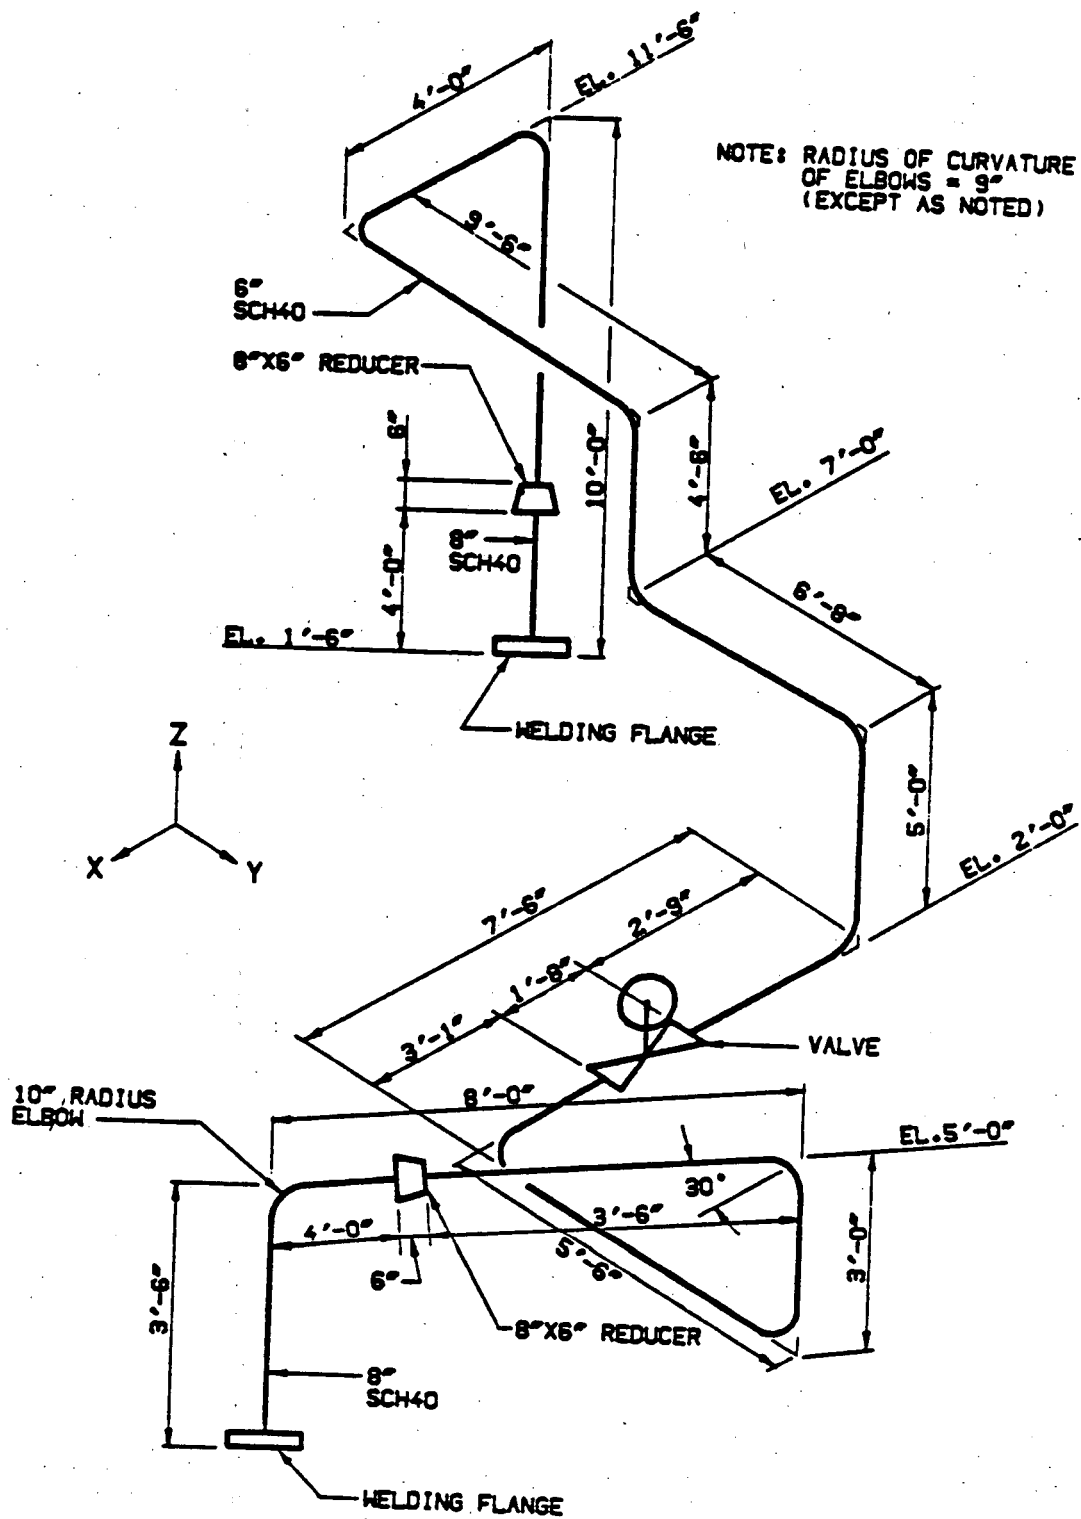 4'-0"
EL. 11'-6"
NOTE: RADIUS OF CURVATURE
OF ELBOWS = 9"
(EXCEPT AS NOTED)
9'-6"
6"
SCH40
8"X6" REDUCER
6"
10'-0"
4'-6"
EL. 7'-0"
8"
SCH40
4'-0"
6'-8"
EL. 1'-6"
WELDING FLANGE
Z
X
Y
5'-0"
EL. 2'-0"
7'-6"
2'-9"
1'-8"
3'-1"
VALVE
10" RADIUS
ELBOW
8'-0"
EL.5'-0"
30°
3'-6"
4'-0"
5'-6"
3'-0"
6"
3'-6"
8"X6" REDUCER
8"
SCH40
WELDING FLANGE